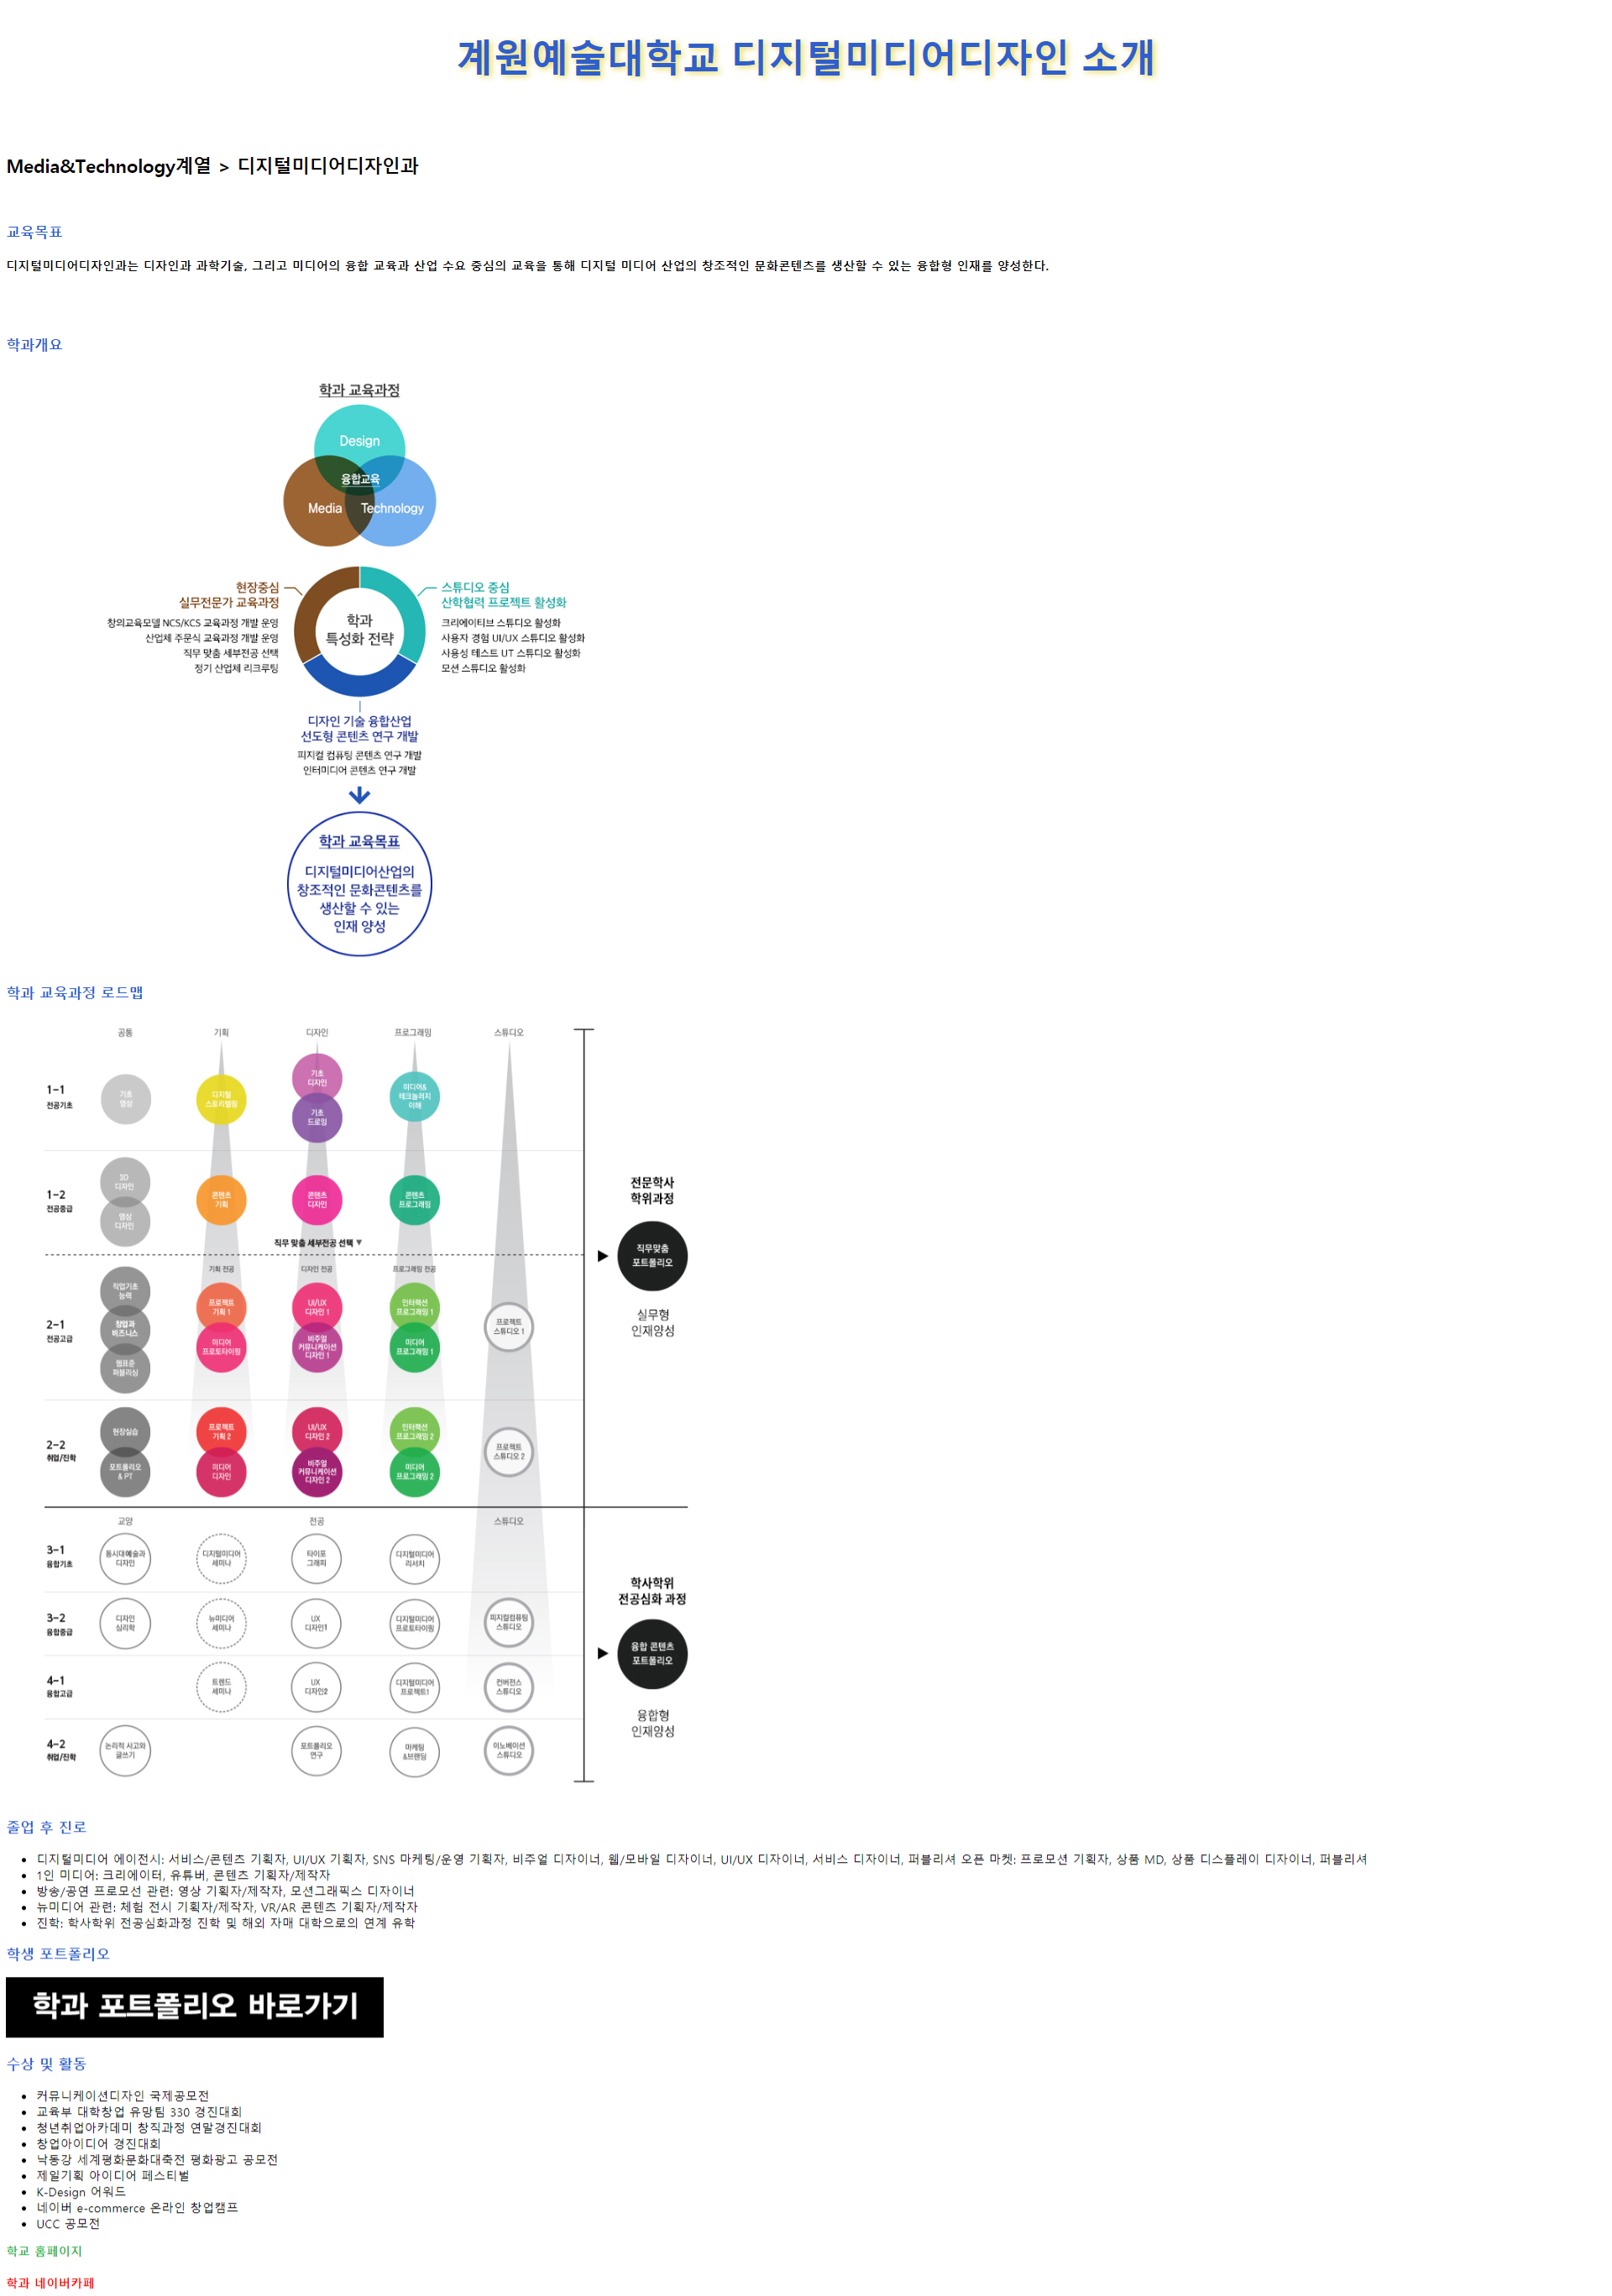 계원예술대학교 디지털미디어디자인 소개
Media&Technology계열 > 디지털미디어디자인과
교육목표
디지털미디어디자인과는 디자인과 과학기술, 그리고 미디어의 융합 교육과 산업 수요 중심의 교육을 통해 디지털 미디어 산업의 창조적인 문화콘텐츠를 생산할 수 있는 융합형 인재를 양성한다.
학과개요
학과 교육과정
Design
융합교육
Media
Technology
현장중심
실무전문가 교육과정
창의교육모델 NCS/KCS 교육과정 개발 운영
산업체 주문식 교육과정 개발 운영
직무 맞춤 세부전공 선택
정기 산업체 리크루팅
학과
특성화 전략
스튜디오 중심
산학협력 프로젝트 활성화
크리에이티브 스튜디오 활성화
사용자 경험 UI/UX 스튜디오 활성화
사용성 테스트 UT 스튜디오 활성화
모션 스튜디오 활성화
디자인 기술 융합산업
선도형 콘텐츠 연구 개발
피지컬 컴퓨팅 콘텐츠 연구 개발
인터미디어 콘텐츠 연구 개발
학과 교육목표
디지털미디어산업의
창조적인 문화콘텐츠를
생산할 수 있는
인재 양성
학과 교육과정 로드맵
공통
기획
디자인
프로그래밍
스튜디오
1-1
전공기초
기초
영상
디지털
스토리텔링
기초
디자인
기초
드로잉
미디어&
테크놀러지
이해
1-2
전공중급
3D
디자인
영상
디자인
콘텐츠
기획
콘텐츠
디자인
콘텐츠
프로그래밍
직무 맞춤 세부전공 선택 ▼
기획 전공
디자인 전공
프로그래밍 전공
2-1
전공고급
직업기초
능력
창업과
비즈니스
웹표준
퍼블리싱
프로젝트
기획 1
미디어
프로토타이핑
UI/UX
디자인 1
비주얼
커뮤니케이션
디자인 1
인터랙션
프로그래밍 1
미디어
프로그래밍 1
프로젝트
스튜디오 1
2-2
취업/진학
현장실습
포트폴리오
& PT
프로젝트
기획 2
미디어
디자인
UI/UX
디자인 2
비주얼
커뮤니케이션
디자인 2
인터랙션
프로그래밍 2
미디어
프로그래밍 2
프로젝트
스튜디오 2
전문학사
학위과정
직무맞춤
포트폴리오
실무형
인재양성
교양
전공
스튜디오
3-1
융합기초
동시대예술과
디자인
디지털미디어
세미나
타이포
그래피
디지털미디어
리서치
3-2
융합중급
디자인
심리학
뉴미디어
세미나
UX
디자인1
디지털미디어
프로토타이핑
피지컬컴퓨팅
스튜디오
4-1
융합고급
트렌드
세미나
UX
디자인2
디지털미디어
프로젝트1
컨버전스
스튜디오
4-2
취업/진학
논리적 사고와
글쓰기
포트폴리오
연구
마케팅
&브랜딩
이노베이션
스튜디오
학사학위
전공심화 과정
융합 콘텐츠
포트폴리오
융합형
인재양성
졸업 후 진로
• 디지털미디어 에이전시: 서비스/콘텐츠 기획자, UI/UX 기획자, SNS 마케팅/운영 기획자, 비주얼 디자이너, 웹/모바일 디자이너, UI/UX 디자이너, 서비스 디자이너, 퍼블리셔 오픈 마켓: 프로모션 기획자, 상품 MD, 상품 디스플레이 디자이너, 퍼블리셔
• 1인 미디어: 크리에이터, 유튜버, 콘텐츠 기획자/제작자
• 방송/공연 프로모션 관련: 영상 기획자/제작자, 모션그래픽스 디자이너
• 뉴미디어 관련: 체험 전시 기획자/제작자, VR/AR 콘텐츠 기획자/제작자
• 진학: 학사학위 전공심화과정 진학 및 해외 자매 대학으로의 연계 유학
학생 포트폴리오
학과 포트폴리오 바로가기
수상 및 활동
• 커뮤니케이션디자인 국제공모전
• 교육부 대학창업 유망팀 330 경진대회
• 청년취업아카데미 창직과정 연말경진대회
• 창업아이디어 경진대회
• 낙동강 세계평화문화대축전 평화광고 공모전
• 제일기획 아이디어 페스티벌
• K-Design 어워드
• 네이버 e-commerce 온라인 창업캠프
• UCC 공모전
학교 홈페이지
학과 네이버카페